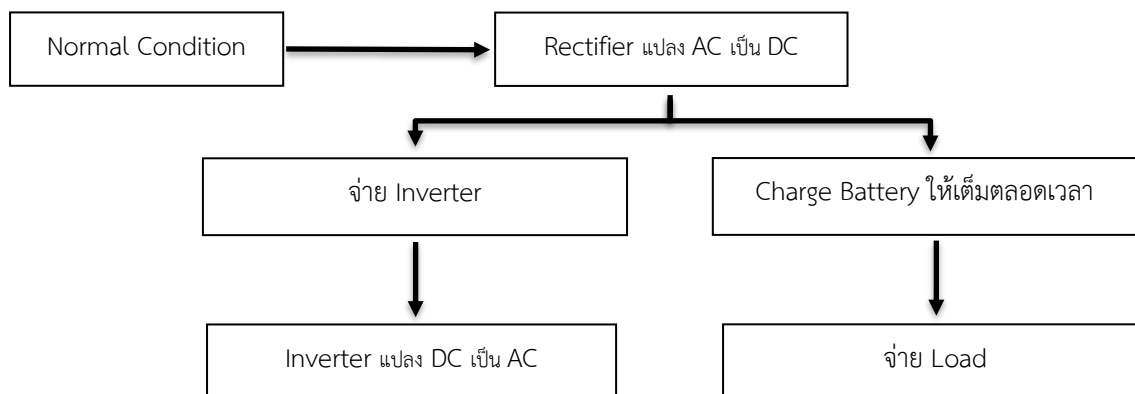 Normal Condition
Rectifier แปลง AC เป็น DC
จ่าย Inverter
Charge Battery ให้เต็มตลอดเวลา
Inverter แปลง DC เป็น AC
จ่าย Load